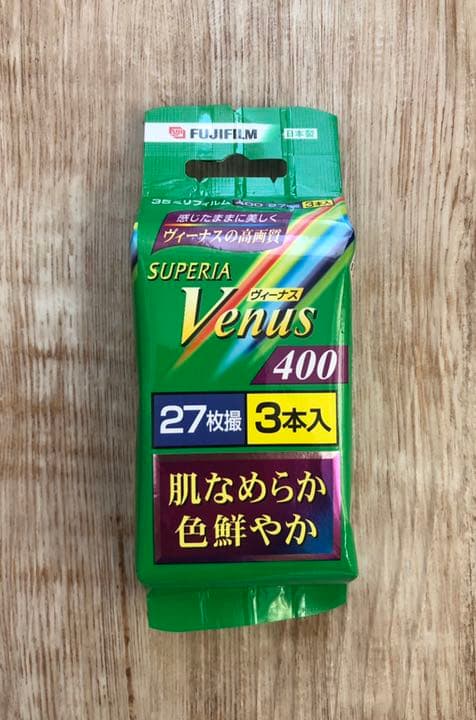 FUJIFILM 日本製
35ミリフィルム 400 27枚 3本入
感じたままに美しく
ヴィーナスの高画質
SUPERIA
ヴィーナス
Venus
400
27枚撮 3本入
肌なめらか
色鮮やか